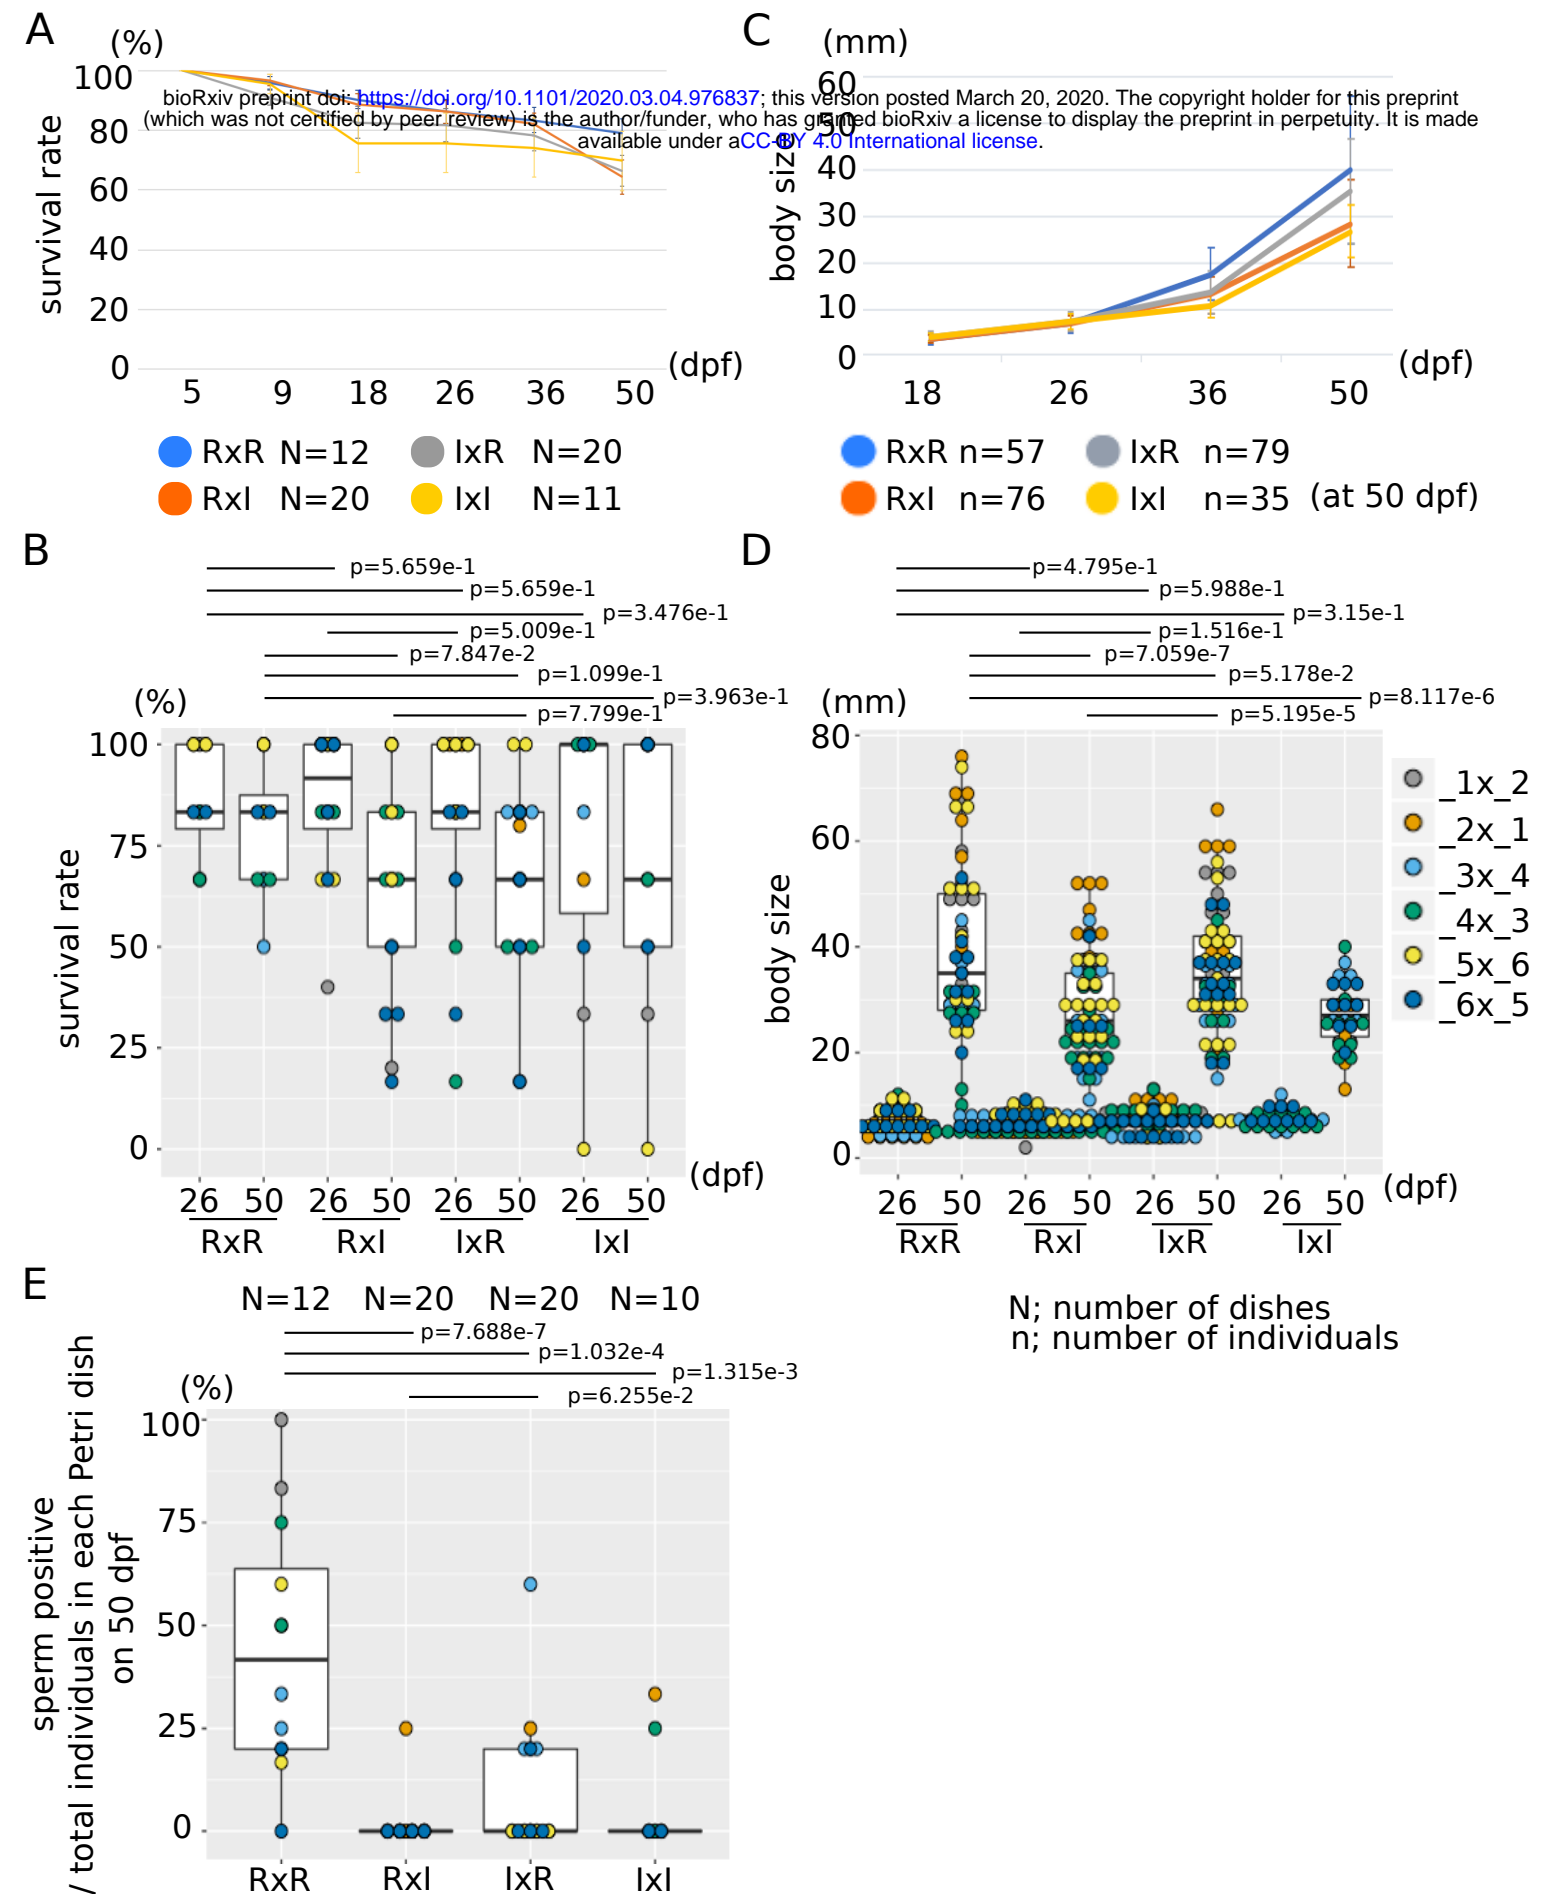 A
(%)
100
80
60
40
20
0
survival rate
5 9 18 26 36 50
(dpf)
RxR N=12
IxR N=20
RxI N=20
IxI N=11
C
(mm)
60
50
40
30
20
10
0
body size
18 26 36 50
(dpf)
RxR n=57
IxR n=79
RxI n=76
IxI n=35 (at 50 dpf)
bioRxiv preprint doi: https://doi.org/10.1101/2020.03.04.976837; this version posted March 20, 2020. The copyright holder for this preprint
(which was not certified by peer review) is the author/funder, who has granted bioRxiv a license to display the preprint in perpetuity. It is made
available under aCC-BY 4.0 International license.
B
p=5.659e-1
p=5.659e-1
p=3.476e-1
p=5.009e-1
p=7.847e-2
p=1.099e-1
p=3.963e-1
p=7.799e-1
(%)
100
75
50
25
0
survival rate
26 50 26 50 26 50 26 50
(dpf)
RxR RxI IxR IxI
D
p=4.795e-1
p=5.988e-1
p=3.15e-1
p=1.516e-1
p=7.059e-7
p=5.178e-2
p=8.117e-6
p=5.195e-5
(mm)
80
60
40
20
0
body size
26 50 26 50 26 50 26 50
(dpf)
RxR RxI IxR IxI
_1x_2
_2x_1
_3x_4
_4x_3
_5x_6
_6x_5
N; number of dishes
n; number of individuals
E
N=12 N=20 N=20 N=10
p=7.688e-7
p=1.032e-4
p=1.315e-3
p=6.255e-2
(%)
100
75
50
25
0
sperm positive
/ total individuals in each Petri dish
on 50 dpf
RxR RxI IxR IxI